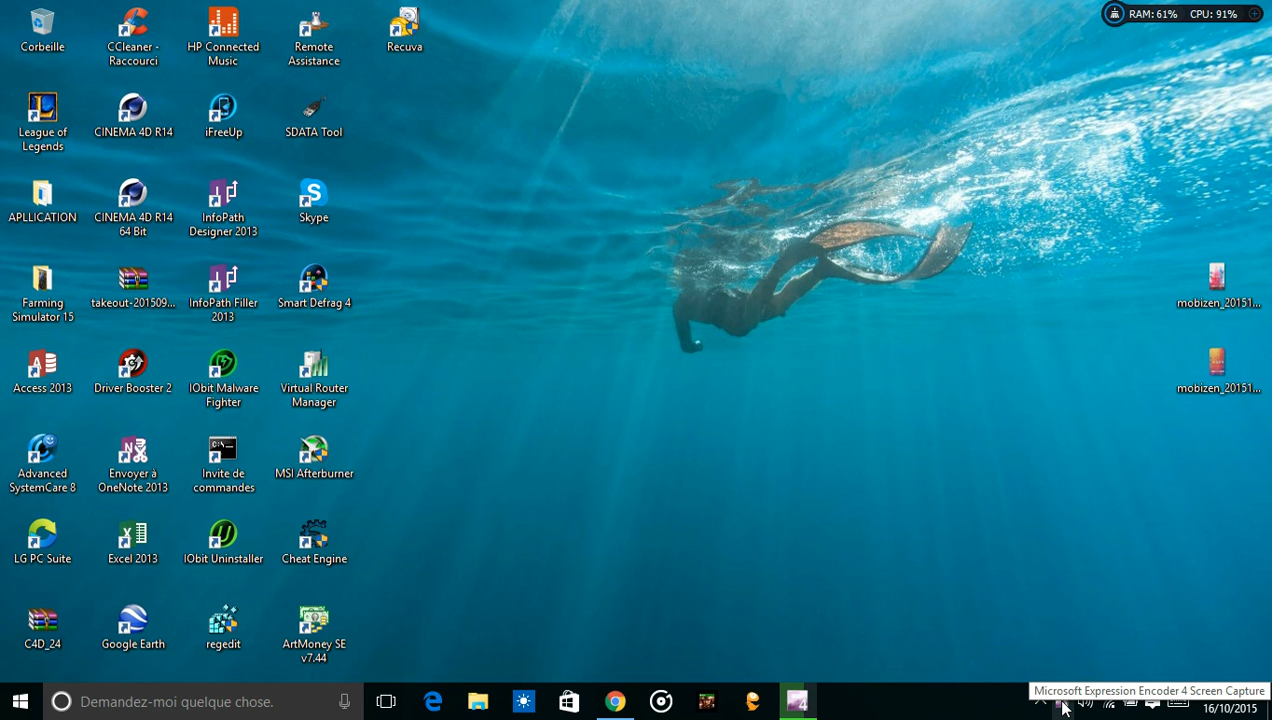 RAM: 61% CPU: 91%
Corbeille
CCleaner -
Raccourci
HP Connected
Music
Remote
Assistance
Recuva
League of
Legends
CINEMA 4D R14
iFreeUp
SDATA Tool
APLLICATION
CINEMA 4D R14
64 Bit
InfoPath
Designer 2013
Skype
Farming
Simulator 15
takeout-201509...
InfoPath Filler
2013
Smart Defrag 4
mobizen_20151...
Access 2013
Driver Booster 2
IObit Malware
Fighter
Virtual Router
Manager
mobizen_20151...
Advanced
SystemCare 8
Envoyer à
OneNote 2013
Invite de
commandes
MSI Afterburner
LG PC Suite
Excel 2013
IObit Uninstaller
Cheat Engine
C4D_24
Google Earth
regedit
ArtMoney SE
v7.44
Demandez-moi quelque chose.
Microsoft Expression Encoder 4 Screen Capture
16/10/2015